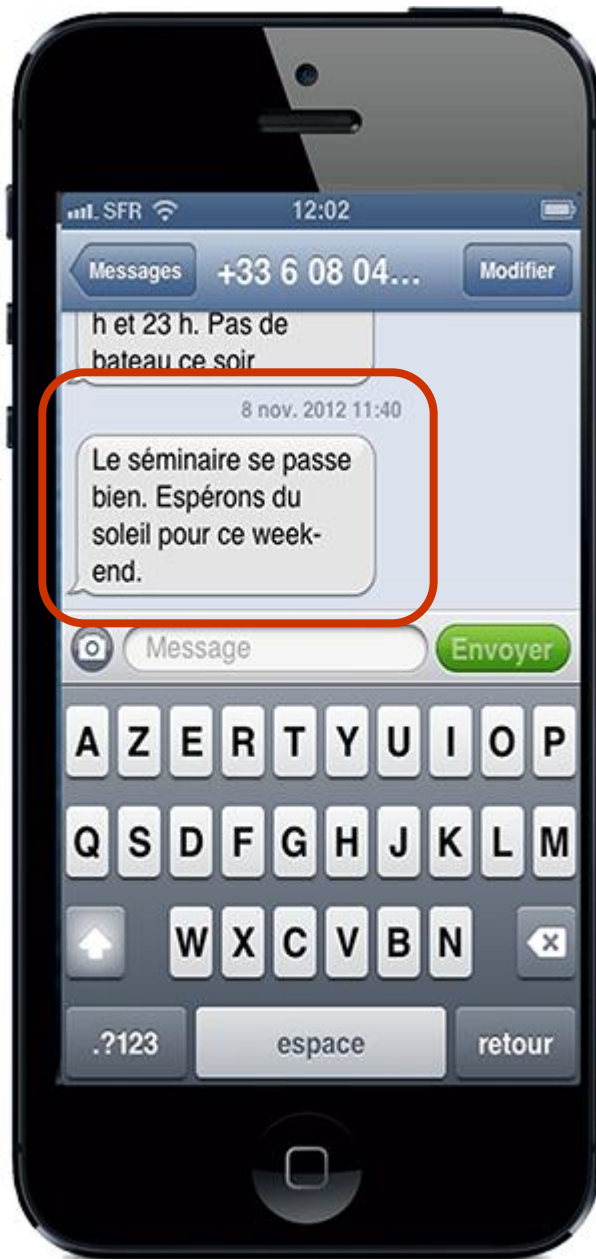 SFR 12:02
Messages +33 6 08 04... Modifier
h et 23 h. Pas de
bateau ce soir
8 nov. 2012 11:40
Le séminaire se passe
bien. Espérons du
soleil pour ce week-
end.
Message Envoyer
A Z E R T Y U I O P
Q S D F G H J K L M
W X C V B N
.?123 espace retour